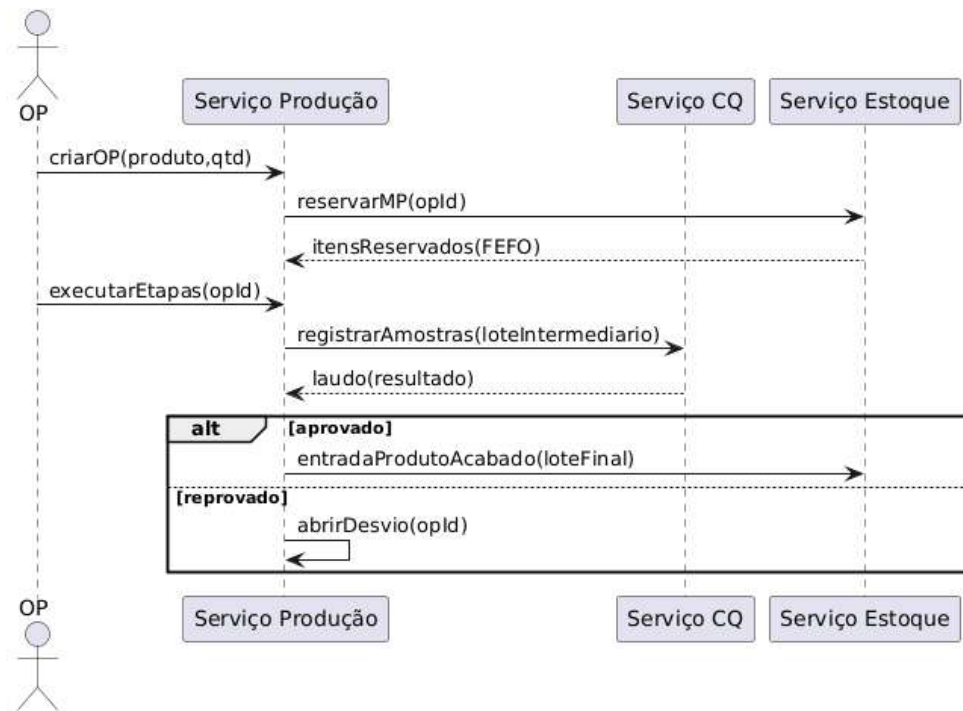 OP
Serviço Produção
Serviço CQ
Serviço Estoque
criarOP(produto,qtd)
reservarMP(opId)
itensReservados(FEFO)
executarEtapas(opId)
registrarAmostras(loteIntermediario)
laudo(resultado)
alt
[aprovado]
entradaProdutoAcabado(loteFinal)
[reprovado]
abrirDesvio(opId)
OP
Serviço Produção
Serviço CQ
Serviço Estoque